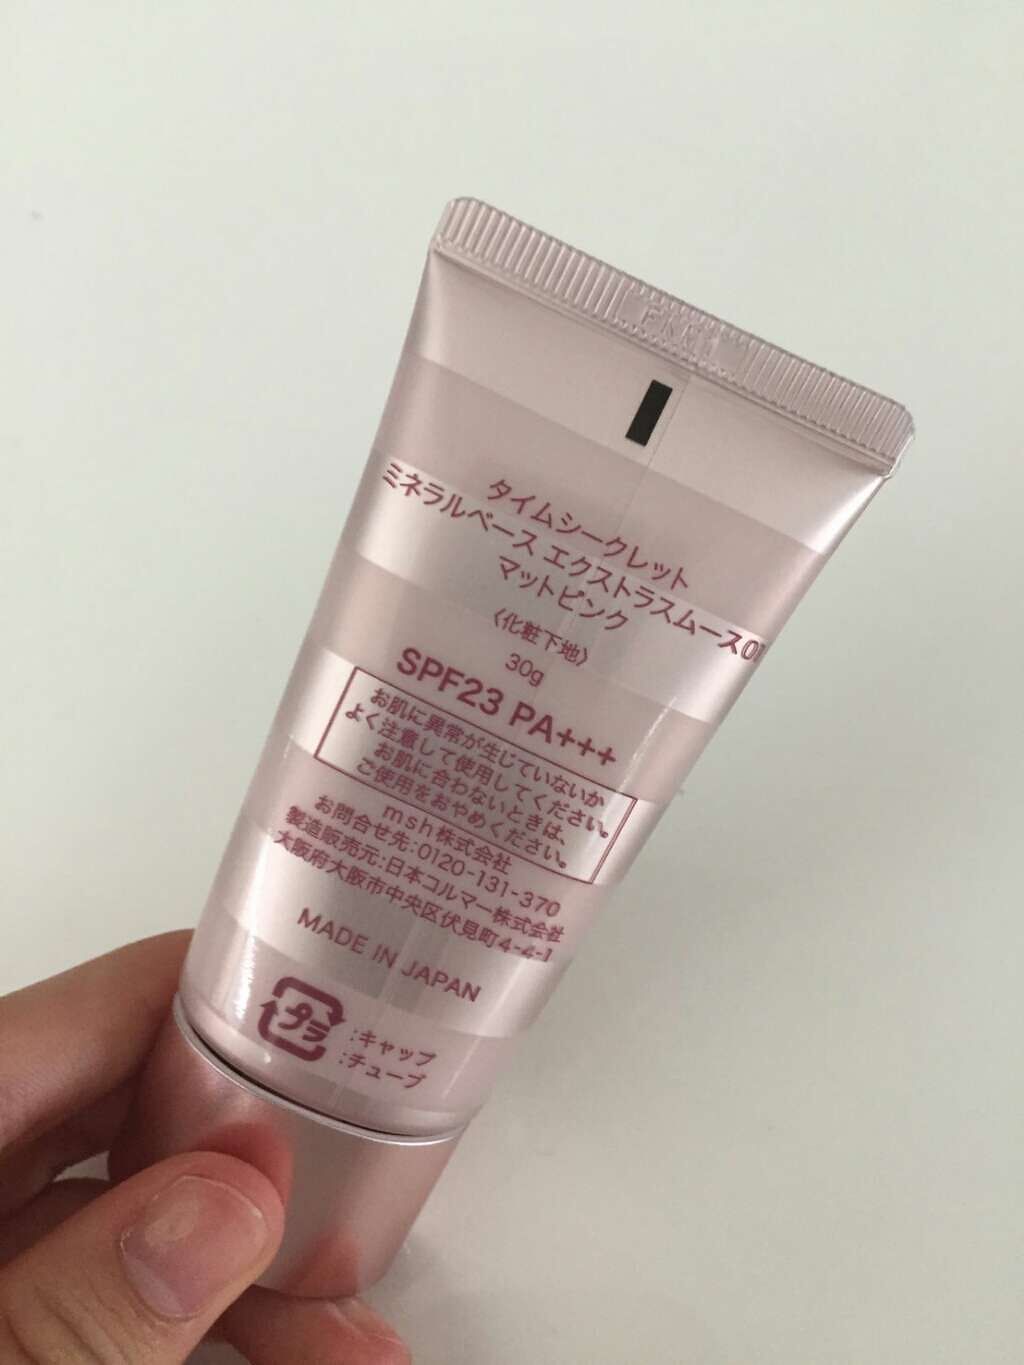 タイムシークレット
ミネラルベース エクストラスムース01
マットピンク
〈化粧下地〉
30g
SPF23 PA+++
お肌に異常が生じていないか
よく注意して使用してください。
お肌に合わないときは、
ご使用をおやめください。
msh株式会社
お問合せ先:0120-131-370
製造販売元:日本コルマー株式会社
大阪府大阪市中央区伏見町4-4-1
MADE IN JAPAN
プラ
:キャップ
:チューブ